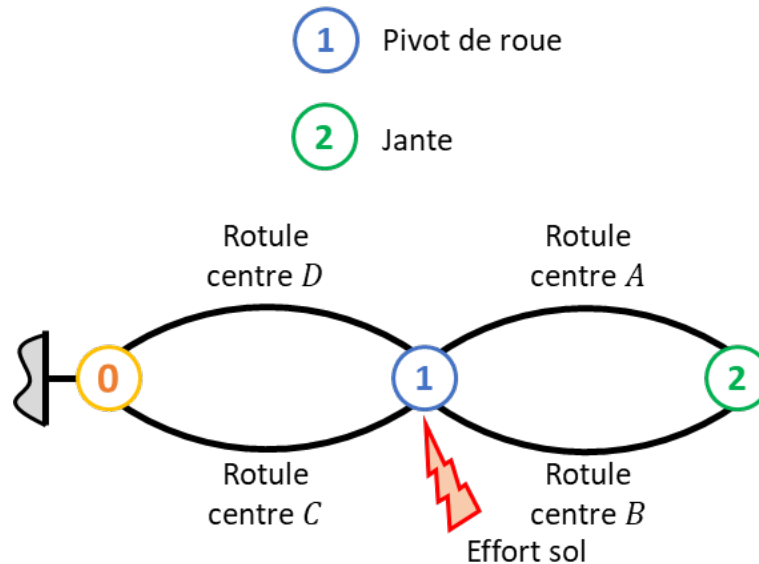 1 Pivot de roue
2 Jante
Rotule
centre D
Rotule
centre A
0
1
2
Rotule
centre C
Rotule
centre B
Effort sol